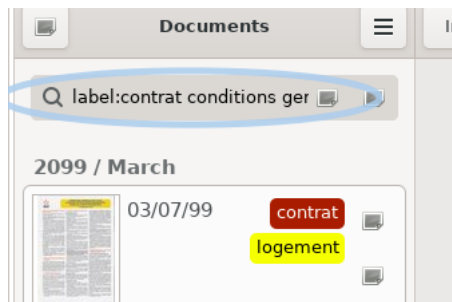 Documents
label:contrat conditions ger
2099 / March
03/07/99
contrat
logement